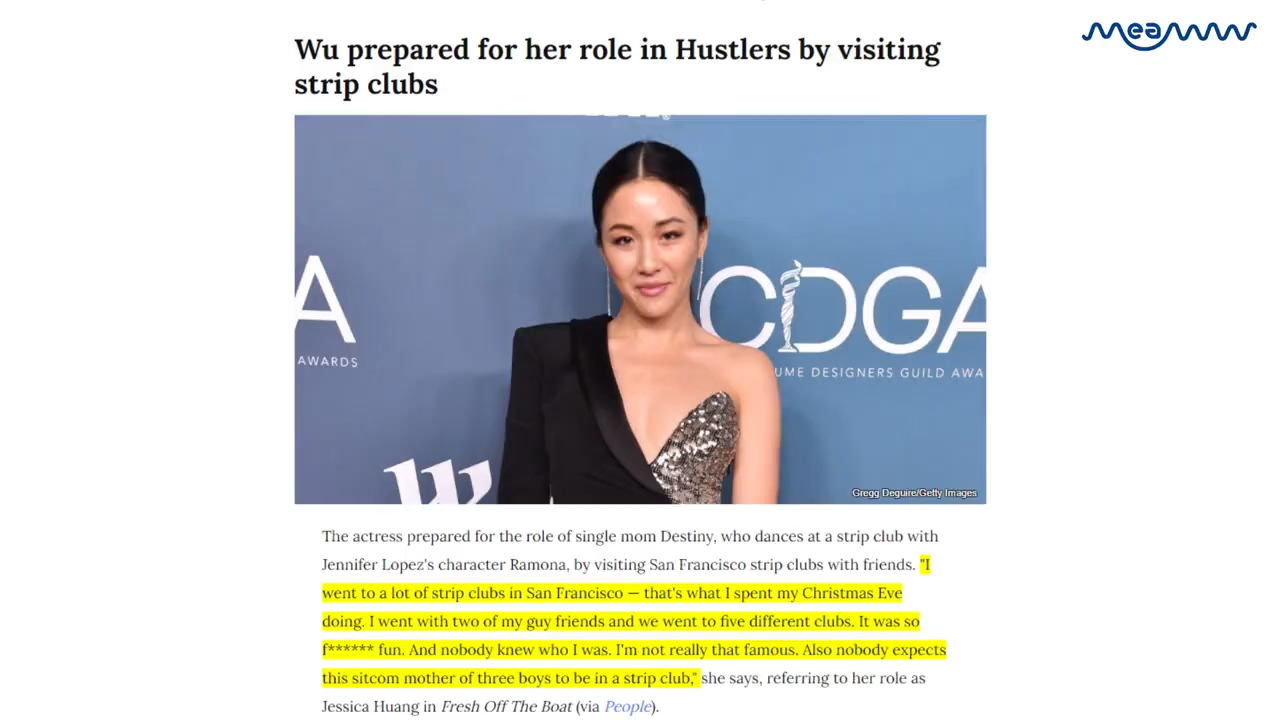 meawww
Wu prepared for her role in Hustlers by visiting
strip clubs
A
AWARDS
CDGA
UME DESIGNERS GUILD AWA
W
Gregg Deguire/Getty Images
The actress prepared for the role of single mom Destiny, who dances at a strip club with
Jennifer Lopez's character Ramona, by visiting San Francisco strip clubs with friends. "I
went to a lot of strip clubs in San Francisco — that's what I spent my Christmas Eve
doing. I went with two of my guy friends and we went to five different clubs. It was so
f****** fun. And nobody knew who I was. I'm not really that famous. Also nobody expects
this sitcom mother of three boys to be in a strip club," she says, referring to her role as
Jessica Huang in Fresh Off The Boat (via People).